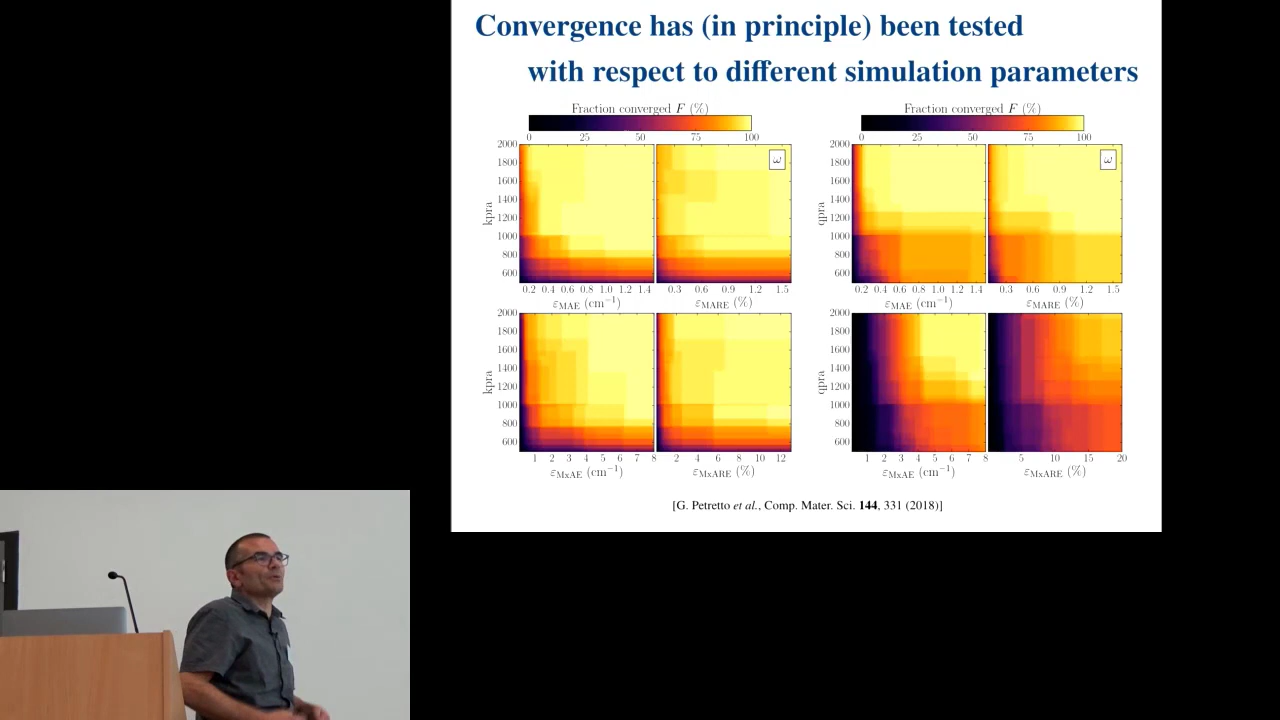 Convergence has (in principle) been tested
with respect to different simulation parameters
Fraction converged F (%)
0 25 50 75 100
Fraction converged F (%)
0 25 50 75 100
kpra
2000
1800
1600
1400
1200
1000
800
600
ω
0.2 0.4 0.6 0.8 1.0 1.2 1.4
0.3 0.6 0.9 1.2 1.5
ε_MAE (cm⁻¹)
ε_MARE (%)
qpra
2000
1800
1600
1400
1200
1000
800
600
ω
0.2 0.4 0.6 0.8 1.0 1.2 1.4
0.3 0.6 0.9 1.2 1.5
ε_MAE (cm⁻¹)
ε_MARE (%)
kpra
2000
1800
1600
1400
1200
1000
800
600
1 2 3 4 5 6 7 8
2 4 6 8 10 12
ε_MxAE (cm⁻¹)
ε_MxARE (%)
qpra
2000
1800
1600
1400
1200
1000
800
600
1 2 3 4 5 6 7 8
5 10 15 20
ε_MxAE (cm⁻¹)
ε_MxARE (%)
[G. Petretto et al., Comp. Mater. Sci. 144, 331 (2018)]